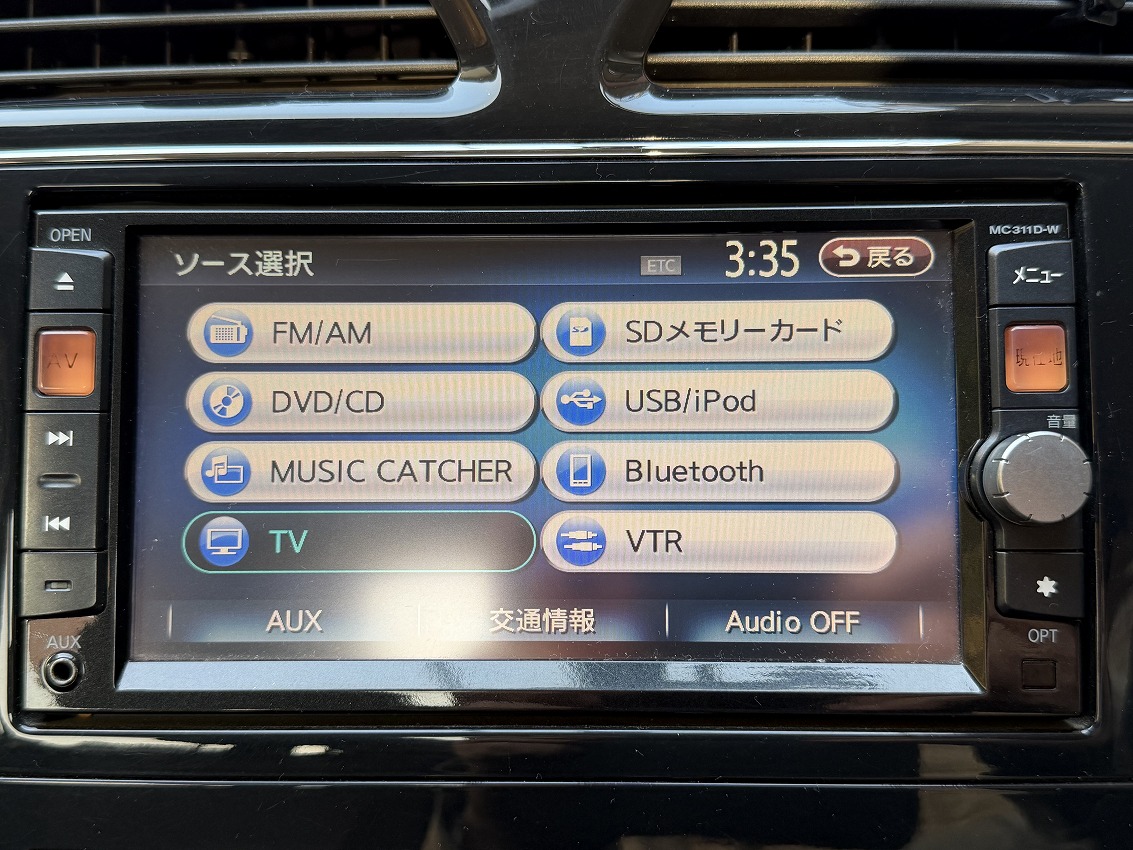 OPEN
MC311D-W
ソース選択
ETC
3:35
戻る
メニュー
AV
現在地
FM/AM
SDメモリーカード
DVD/CD
USB/iPod
音量
MUSIC CATCHER
Bluetooth
TV
VTR
AUX
交通情報
Audio OFF
AUX
OPT